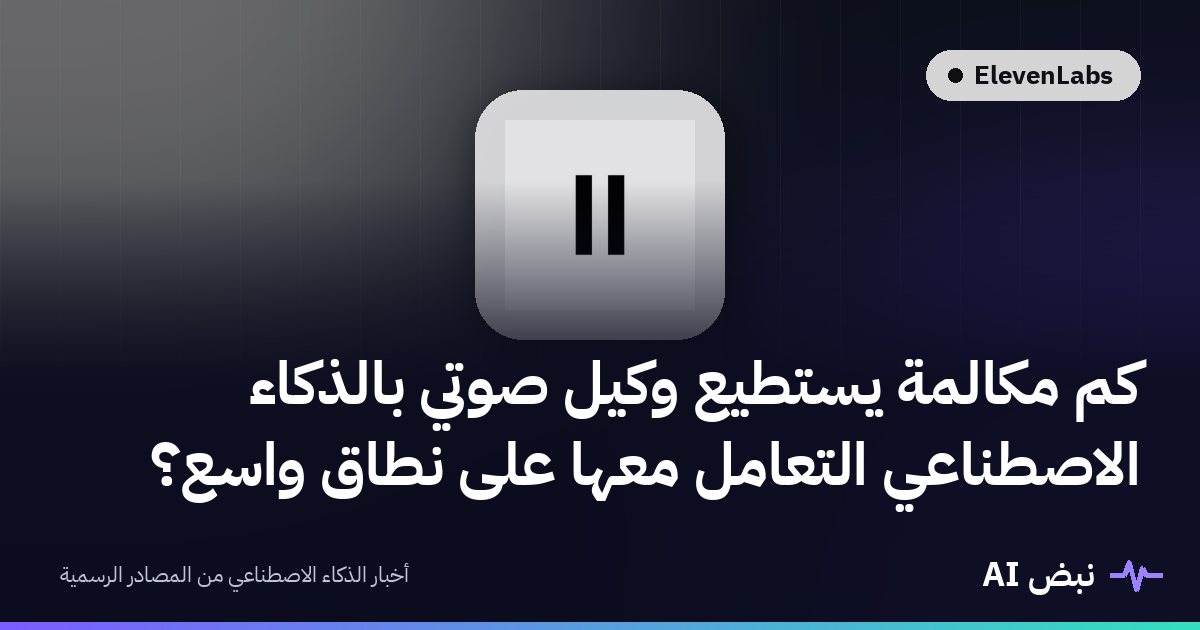 ElevenLabs
كم مكالمة يستطيع وكيل صوتي بالذكاء
الاصطناعي التعامل معها على نطاق واسع؟
نبض AI
أخبار الذكاء الاصطناعي من المصادر الرسمية